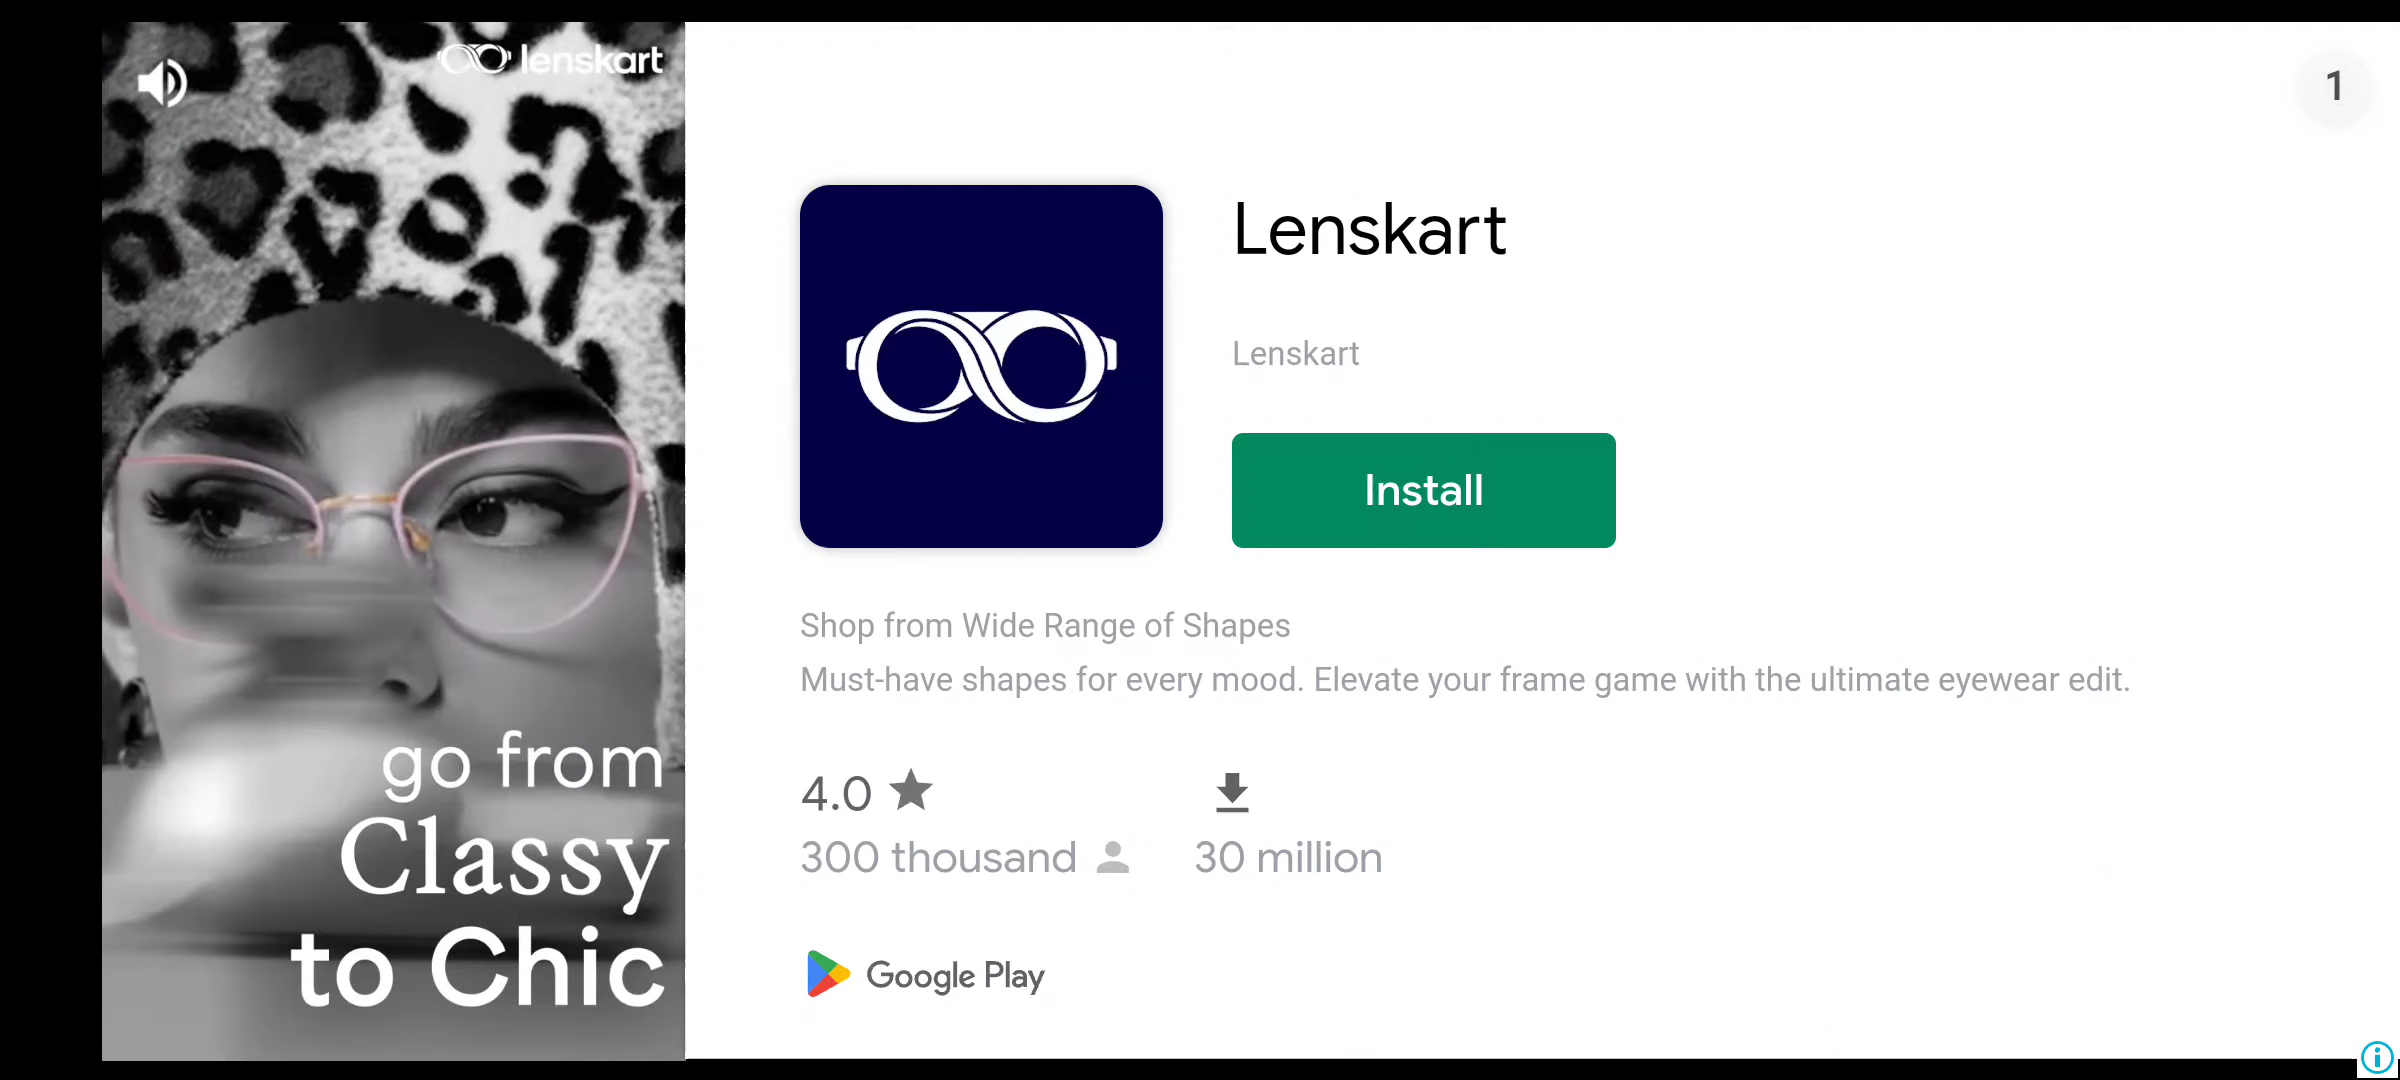 lenskart
go from
Classy
to Chic
1
Lenskart
Lenskart
Install
Shop from Wide Range of Shapes
Must-have shapes for every mood. Elevate your frame game with the ultimate eyewear edit.
4.0
300 thousand
30 million
Google Play